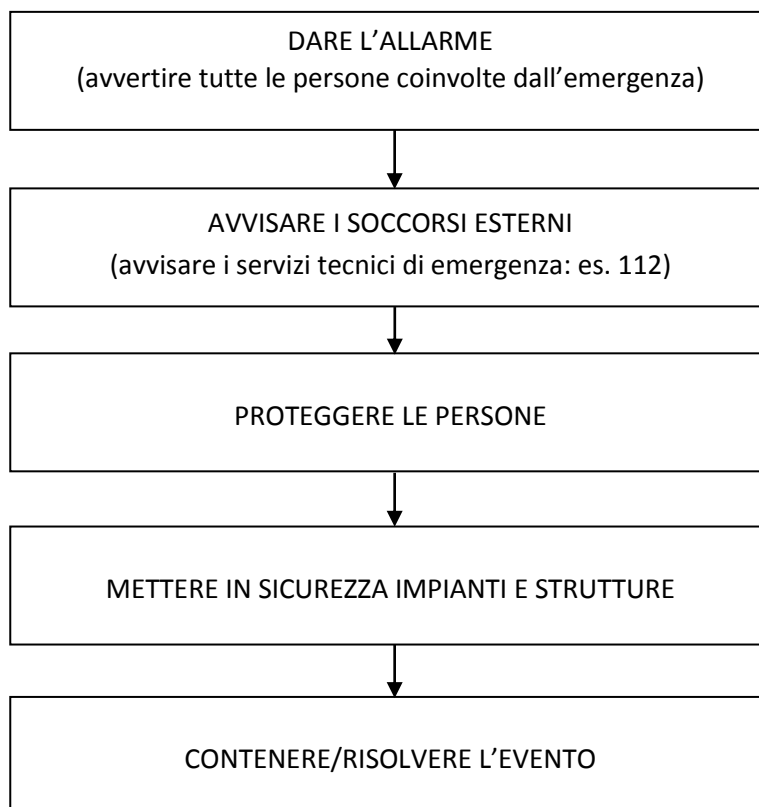 DARE L’ALLARME
(avvertire tutte le persone coinvolte dall’emergenza)
AVVISARE I SOCCORSI ESTERNI
(avvisare i servizi tecnici di emergenza: es. 112)
PROTEGGERE LE PERSONE
METTERE IN SICUREZZA IMPIANTI E STRUTTURE
CONTENERE/RISOLVERE L’EVENTO